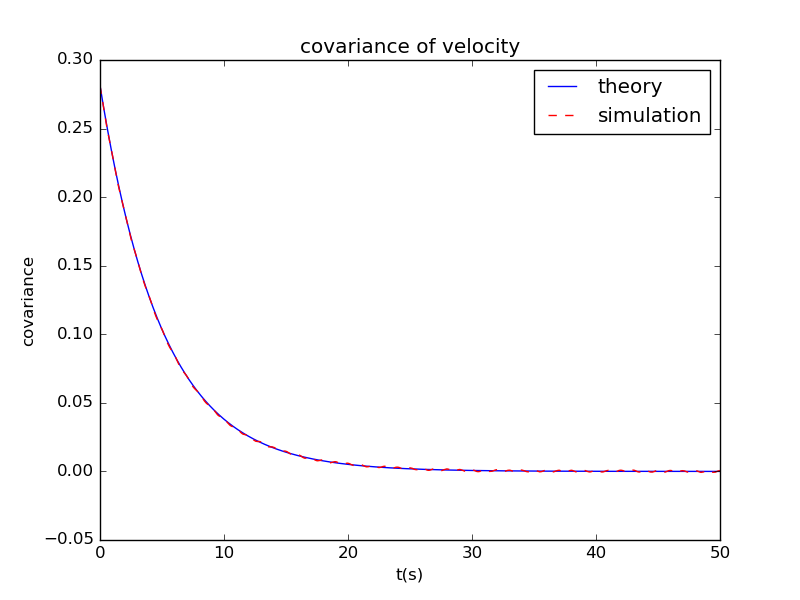 covariance of velocity
theory
simulation
0.30
0.25
0.20
0.15
0.10
0.05
0.00
−0.05
covariance
0 10 20 30 40 50
t(s)